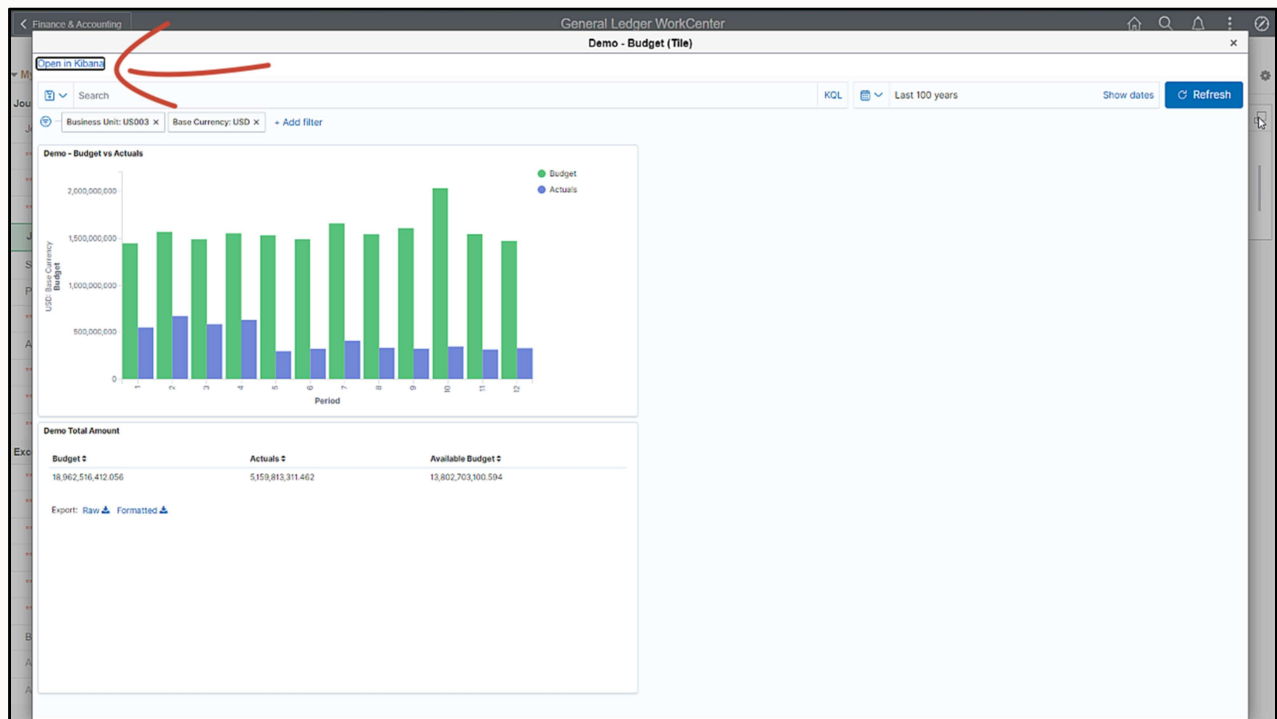 Finance & Accounting
General Ledger WorkCenter
Demo - Budget (Tile)
Open in Kibana
Search
KQL
Last 100 years
Show dates
Refresh
Business Unit: US003 ×
Base Currency: USD ×
+ Add filter
Demo - Budget vs Actuals
Budget
Actuals
2,000,000,000
1,500,000,000
1,000,000,000
500,000,000
0
USD: Base Currency
Budget
1 2 3 4 5 6 7 8 9 10 11 12
Period
Demo Total Amount
Budget Actuals Available Budget
18,962,516,412.056 5,159,813,311.462 13,802,703,100.594
Export: Raw Formatted